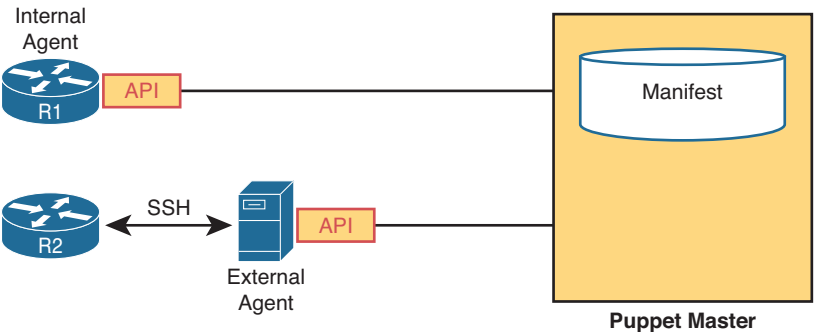 Internal
Agent
API
R1
Manifest
SSH
API
R2
External
Agent
Puppet Master